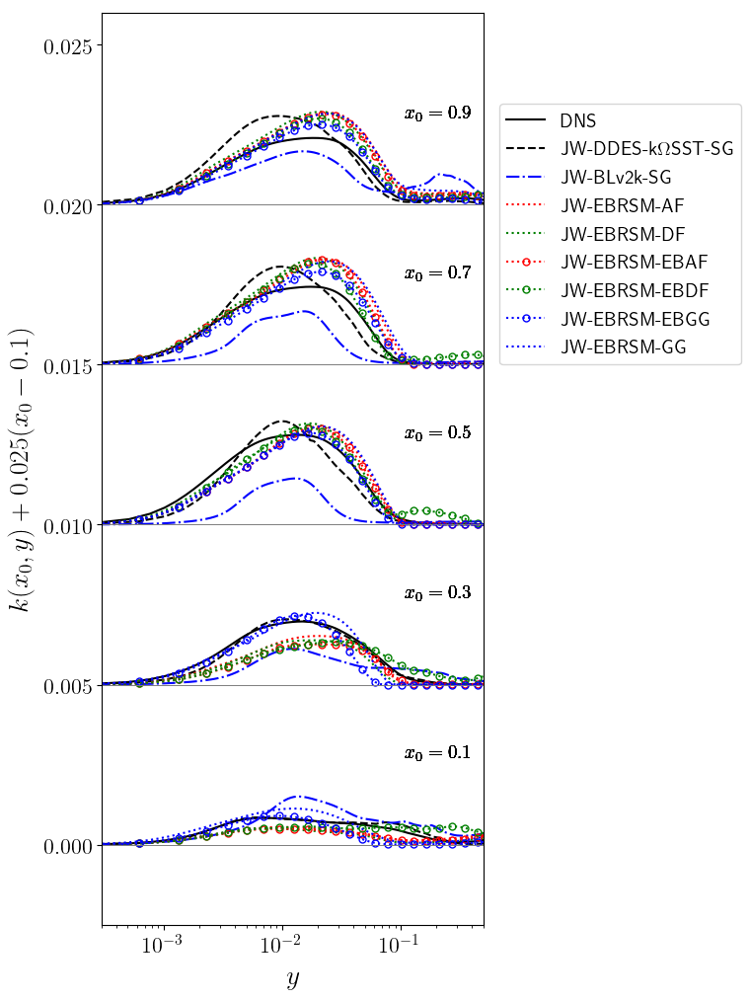 0.025
0.020
0.015
0.010
0.005
0.000
k(x₀, y) + 0.025(x₀ − 0.1)
x₀ = 0.9
x₀ = 0.7
x₀ = 0.5
x₀ = 0.3
x₀ = 0.1
10⁻³
10⁻²
10⁻¹
y
DNS
JW-DDES-kΩSST-SG
JW-BLv2k-SG
JW-EBRSM-AF
JW-EBRSM-DF
JW-EBRSM-EBAF
JW-EBRSM-EBDF
JW-EBRSM-EBGG
JW-EBRSM-GG